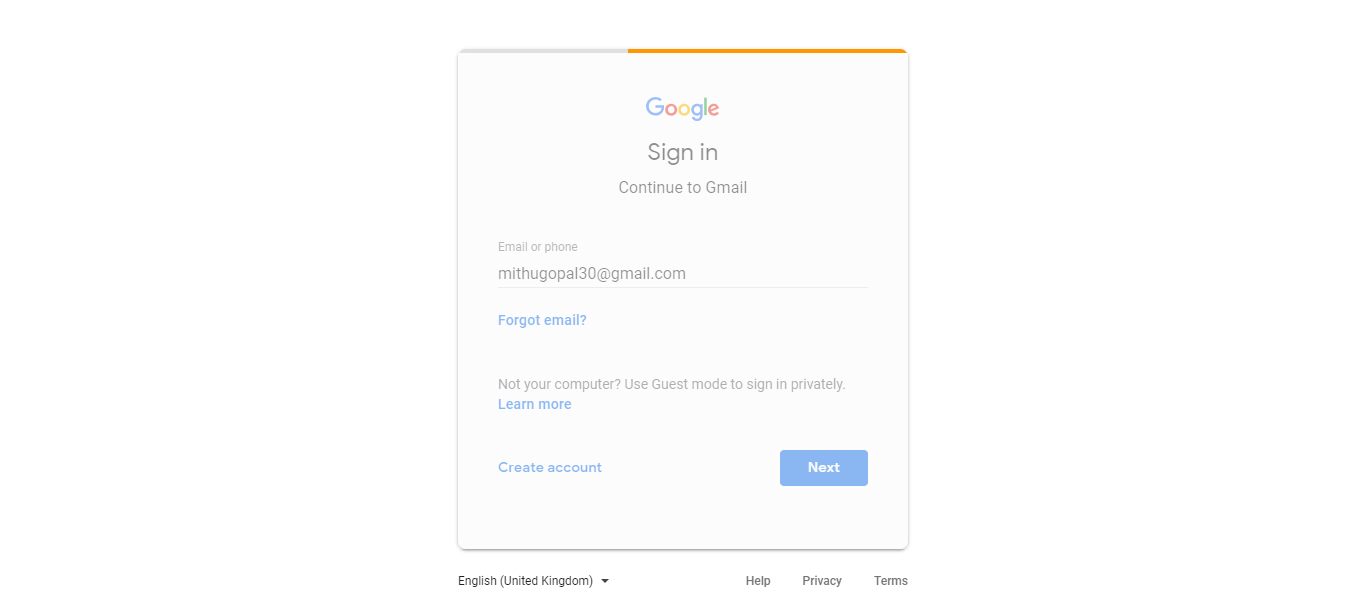 Google
Sign in
Continue to Gmail
Email or phone
mithugopal30@gmail.com
Forgot email?
Not your computer? Use Guest mode to sign in privately.
Learn more
Create account
Next
English (United Kingdom)
Help
Privacy
Terms